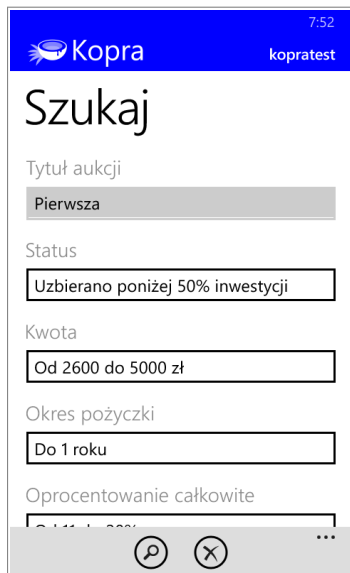 7:52
Kopra
kopratest
Szukaj
Tytuł aukcji
Pierwsza
Status
Uzbierano poniżej 50% inwestycji
Kwota
Od 2600 do 5000 zł
Okres pożyczki
Do 1 roku
Oprocentowanie całkowite